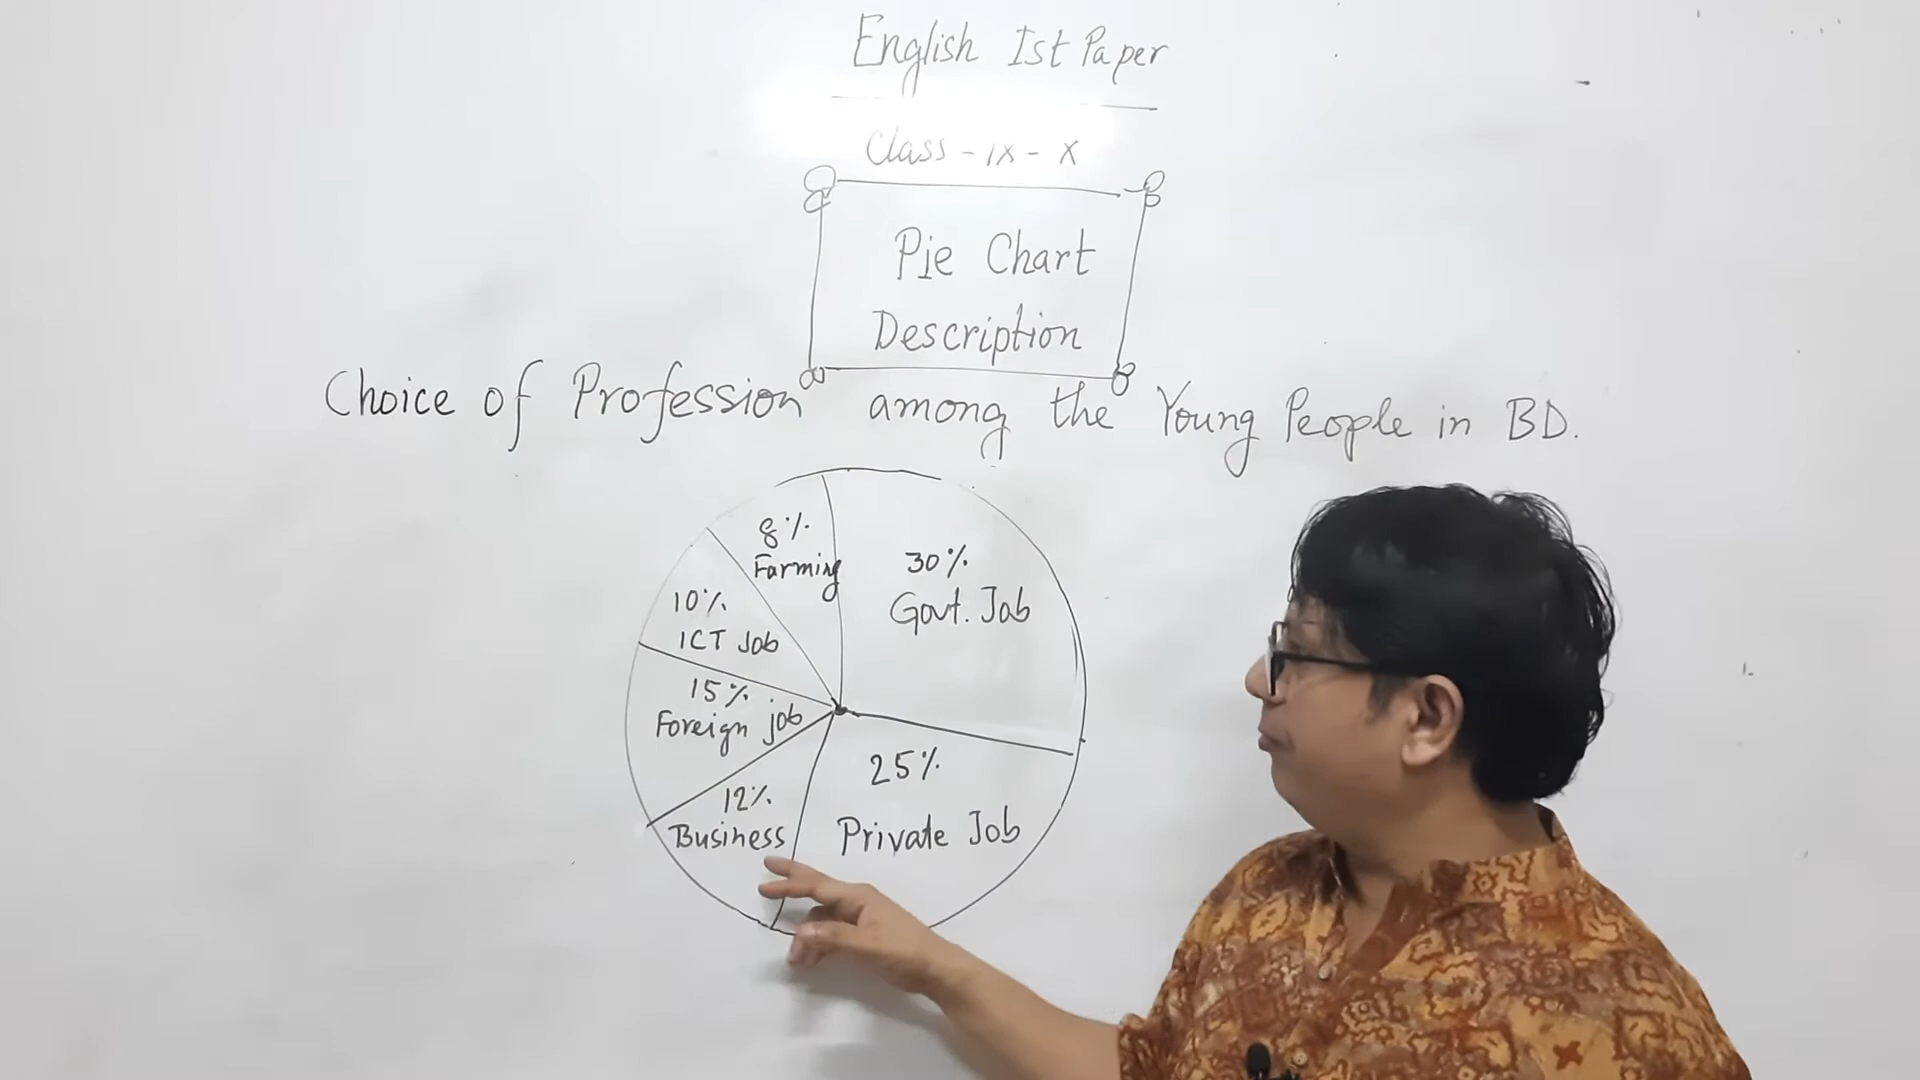 English Ist Paper
Class - IX - X
Pie Chart
Description
Choice of Profession among the Young People in BD.
8%
Farming
30%
Govt. Job
10%
ICT Job
15%
Foreign job
12%
Business
25%
Private Job